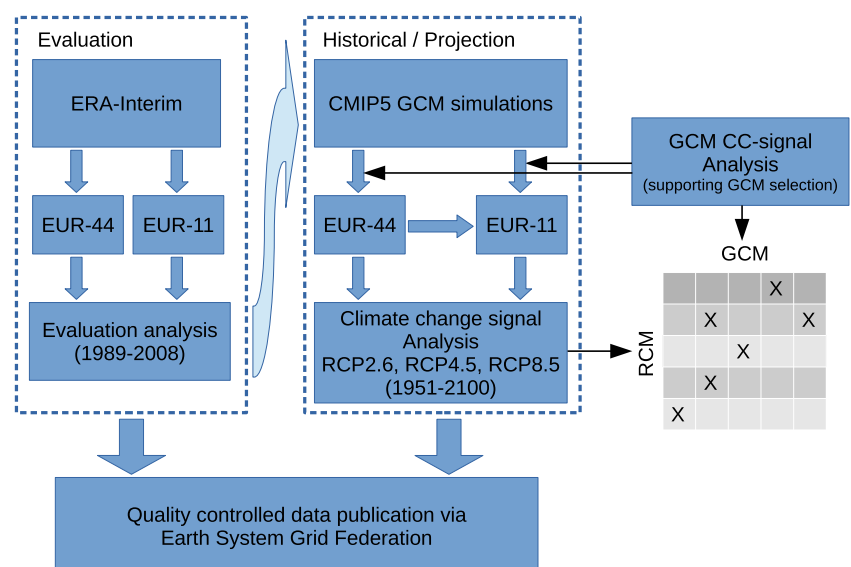 Evaluation
ERA-Interim
EUR-44
EUR-11
Evaluation analysis
(1989-2008)
Historical / Projection
CMIP5 GCM simulations
EUR-44
EUR-11
Climate change signal
Analysis
RCP2.6, RCP4.5, RCP8.5
(1951-2100)
GCM CC-signal
Analysis
(supporting GCM selection)
GCM
RCM
X
X X
X
X
X
Quality controlled data publication via
Earth System Grid Federation